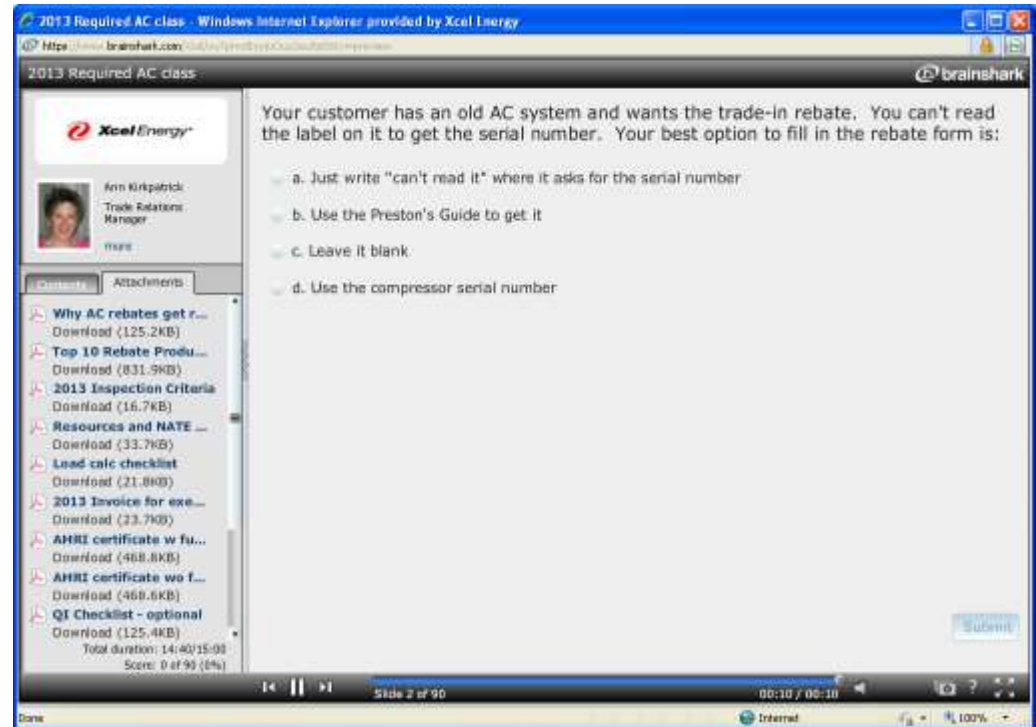 2013 Required AC class - Windows Internet Explorer provided by Xcel Energy
https brainshark.com
2013 Required AC class
brainshark
Xcel Energy
Ann Kirkpatrick
Trade Relations
Manager
more
Contents
Attachments
Why AC rebates get r...
Download (125.2KB)
Top 10 Rebate Produ...
Download (831.9KB)
2013 Inspection Criteria
Download (16.7KB)
Resources and NATE ...
Download (33.7KB)
Load calc checklist
Download (21.8KB)
2013 Invoice for exe...
Download (23.7KB)
AHRI certificate w fu...
Download (468.8KB)
AHRI certificate wo f...
Download (468.6KB)
QI Checklist - optional
Download (125.4KB)
Total duration: 14:40/15:00
Score: 0 of 90 (0%)
Your customer has an old AC system and wants the trade-in rebate. You can't read
the label on it to get the serial number. Your best option to fill in the rebate form is:
a. Just write "can't read it" where it asks for the serial number
b. Use the Preston's Guide to get it
c. Leave it blank
d. Use the compressor serial number
Submit
Slide 2 of 90
00:10 / 00:10
?
Done
Internet
100%